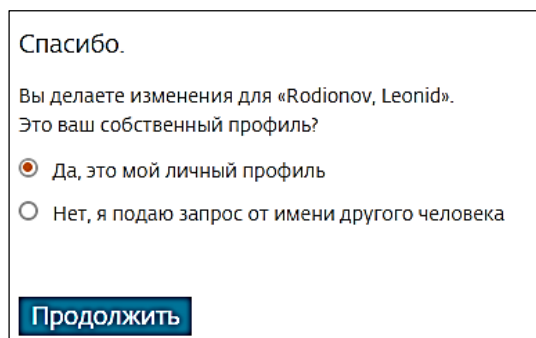 Спасибо.
Вы делаете изменения для «Rodionov, Leonid».
Это ваш собственный профиль?
Да, это мой личный профиль
Нет, я подаю запрос от имени другого человека
Продолжить